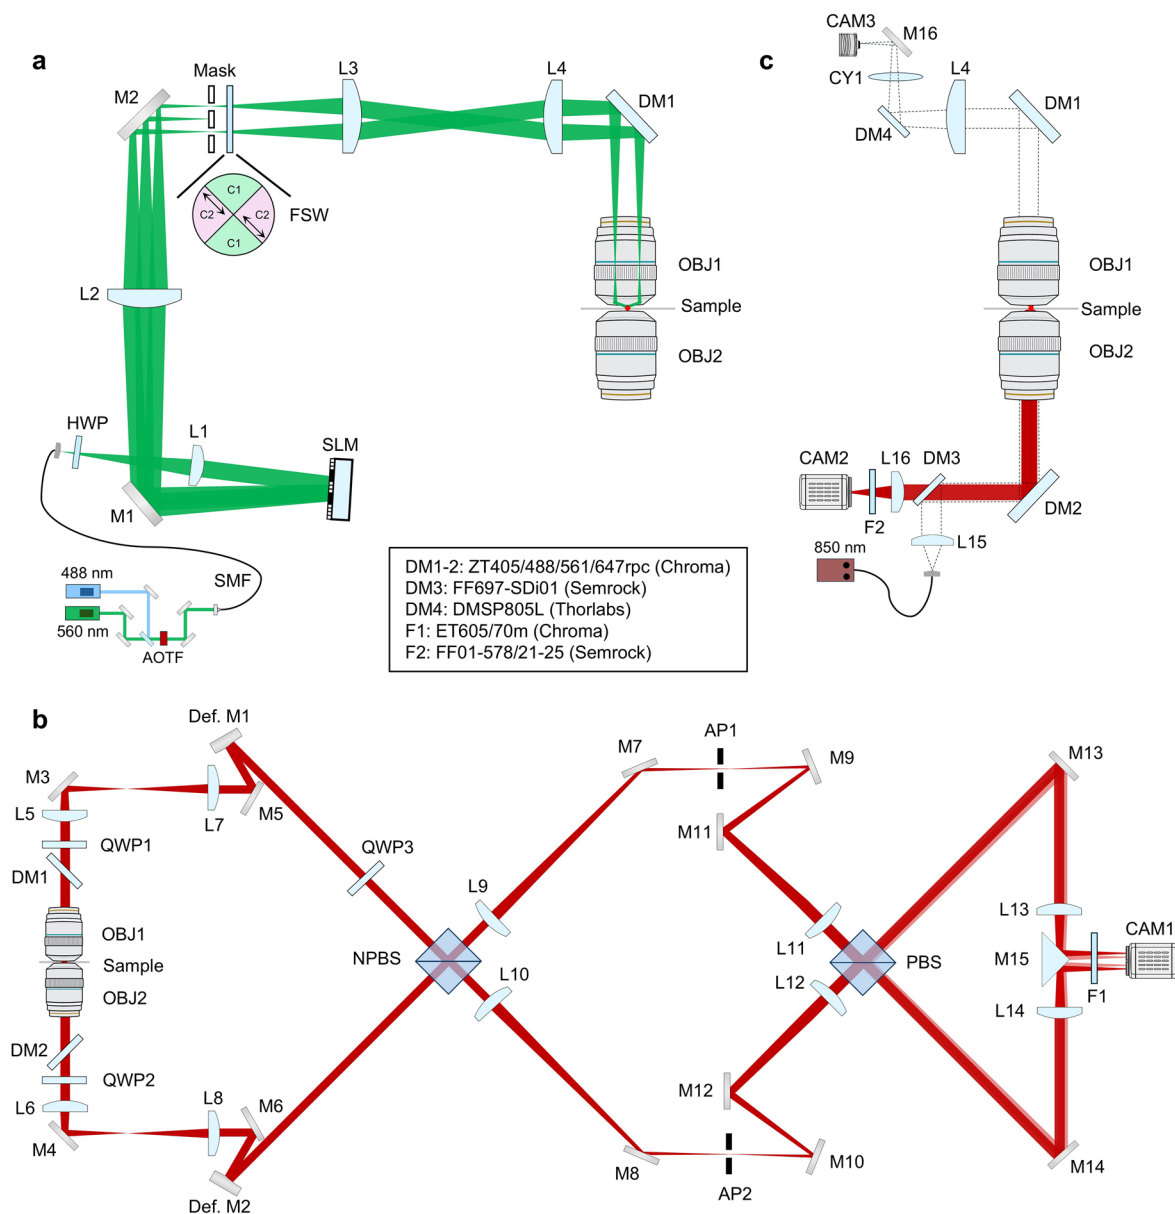 a
Mask
M2
L3
L4
DM1
C1
C2
C2
C1
FSW
L2
OBJ1
Sample
OBJ2
HWP
L1
SLM
M1
SMF
488 nm
560 nm
AOTF
c
CAM3
M16
CY1
L4
DM1
DM4
OBJ1
Sample
OBJ2
CAM2
L16
DM3
F2
DM2
L15
850 nm
DM1-2: ZT405/488/561/647rpc (Chroma)
DM3: FF697-SDi01 (Semrock)
DM4: DMSP805L (Thorlabs)
F1: ET605/70m (Chroma)
F2: FF01-578/21-25 (Semrock)
b
Def. M1
M3
L5
L7
M5
QWP1
DM1
QWP3
OBJ1
Sample
OBJ2
NPBS
L9
L10
DM2
QWP2
L6
L8
M6
M4
Def. M2
M7
AP1
M9
M11
L11
L12
PBS
M12
M8
AP2
M10
M13
L13
CAM1
M15
F1
L14
M14